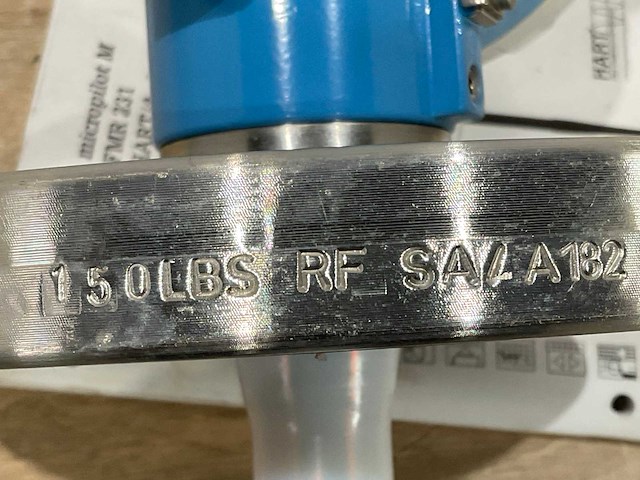 micropilot M
FMR 231
HART
150LBS RF SA/ A182